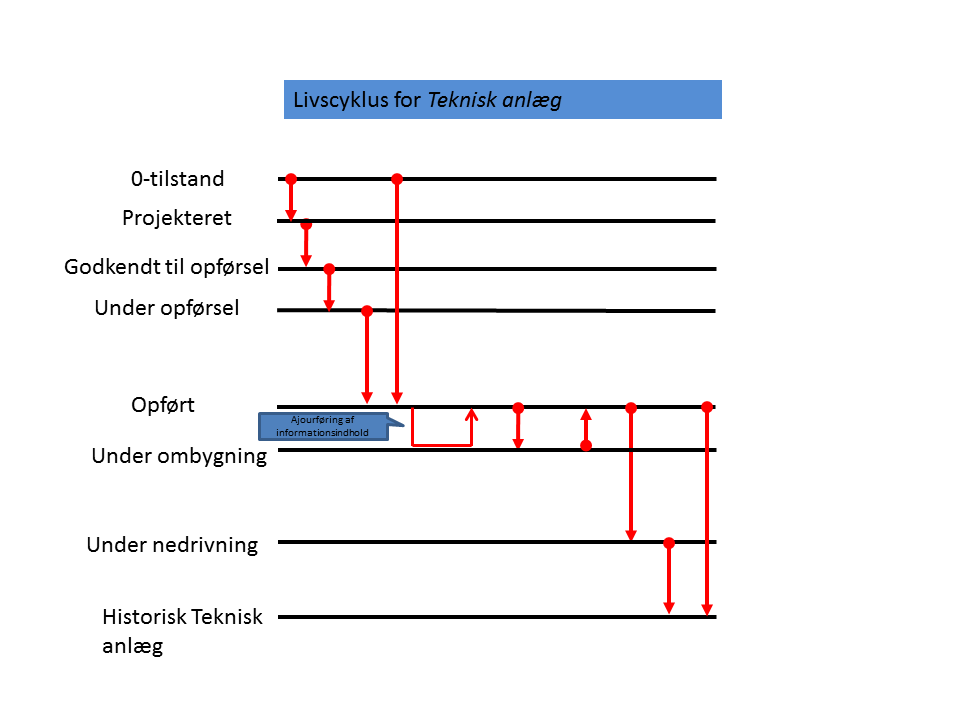 Livscyklus for Teknisk anlæg
0-tilstand
Projekteret
Godkendt til opførsel
Under opførsel
Opført
Ajourføring af
informationsindhold
Under ombygning
Under nedrivning
Historisk Teknisk
anlæg